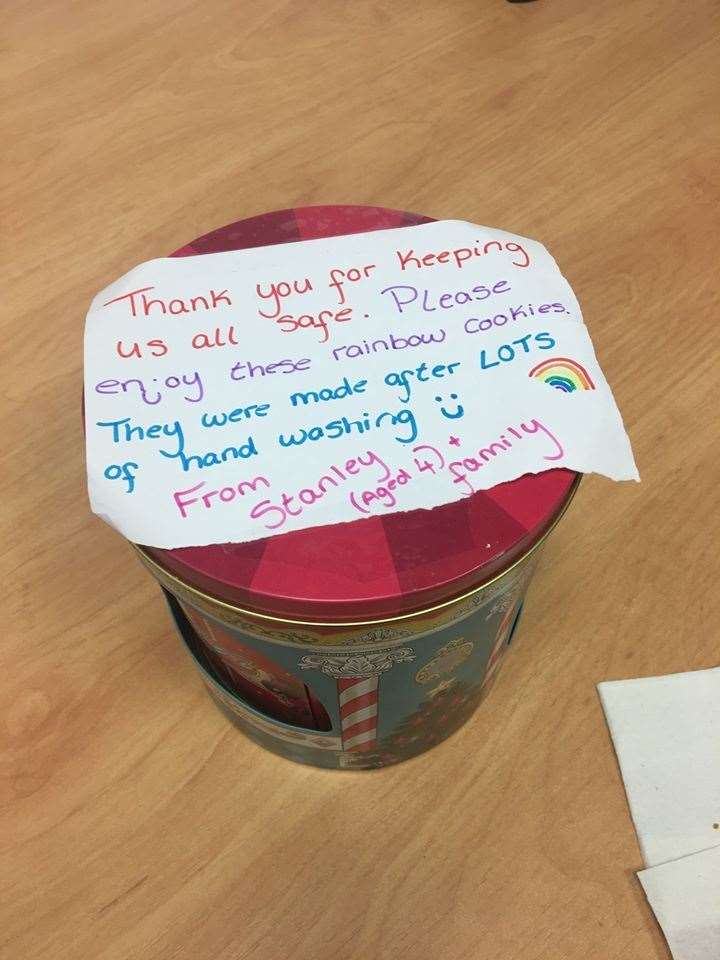 Thank you for Keeping
us all safe. Please
enjoy these rainbow cookies.
They were made after LOTS
of hand washing ü
From
Stanley
(Aged 4) +
family